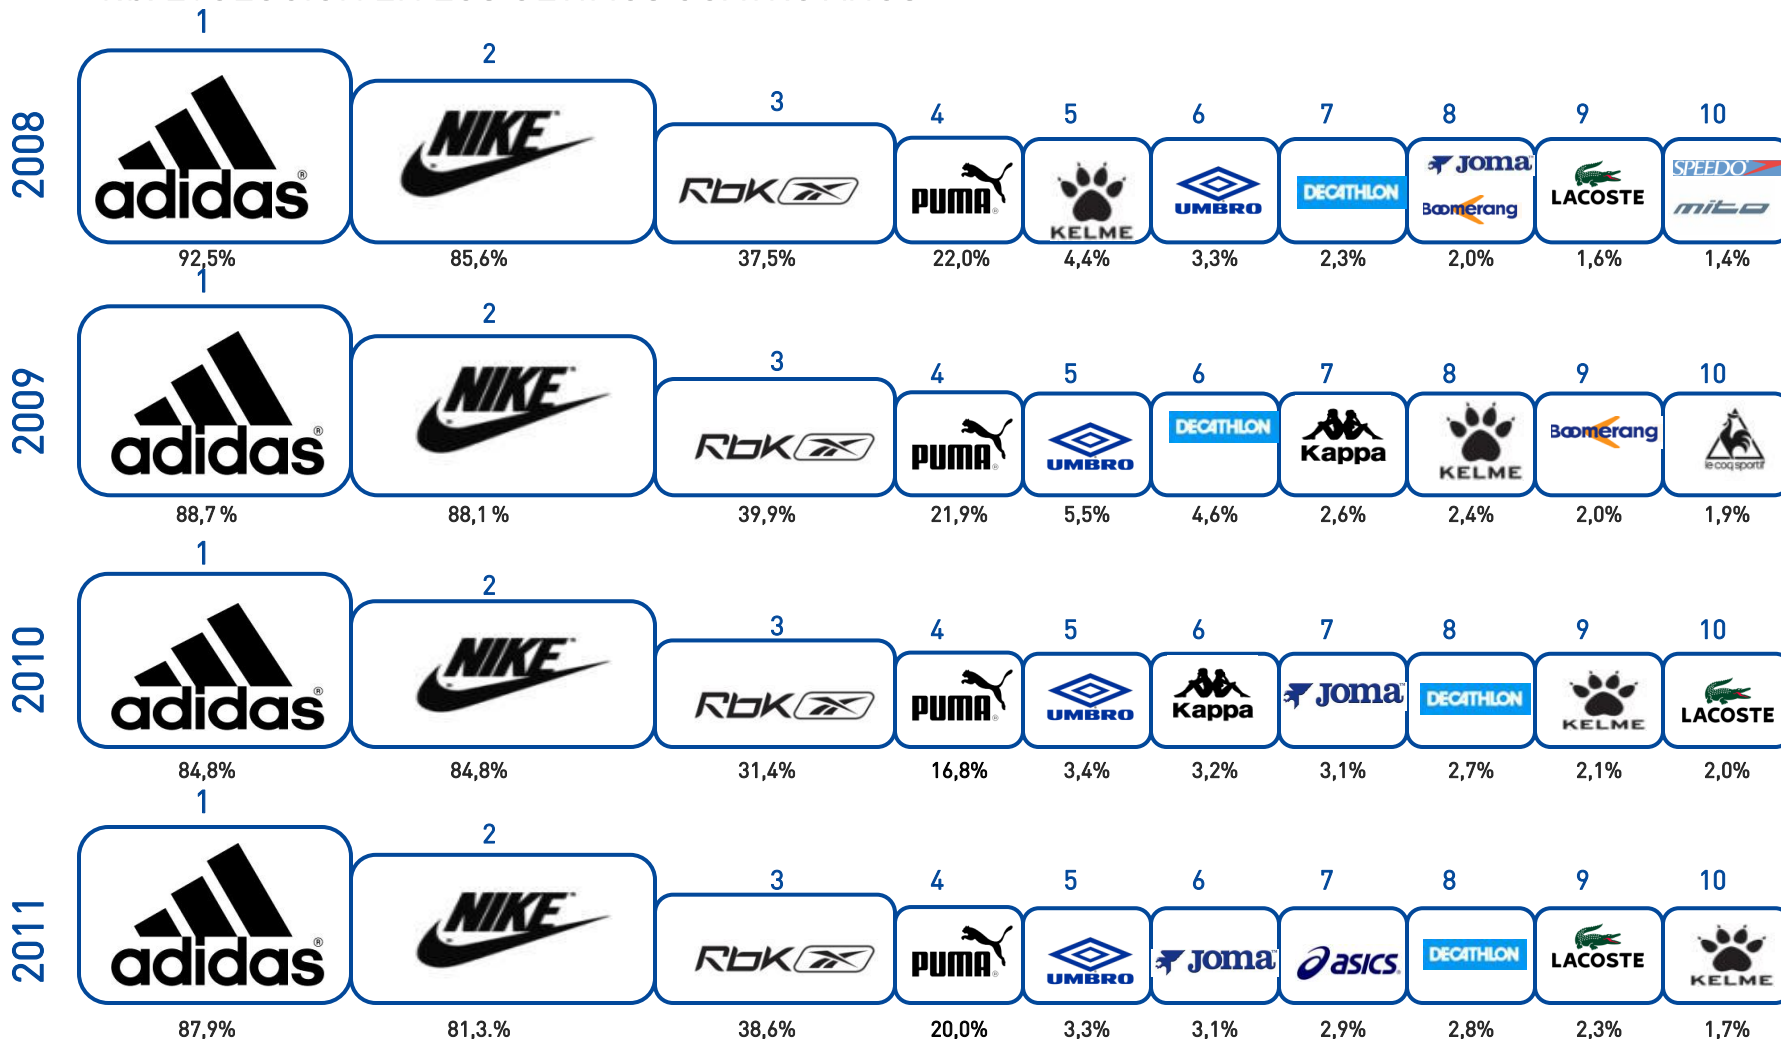 1 2 3 4 5 6 7 8 9 10
2008
adidas® NIKE™ Rbk PUMA® KELME UMBRO DECATHLON JOMA™ Boomerang LACOSTE SPEEDO mito
92,5% 85,6% 37,5% 22,0% 4,4% 3,3% 2,3% 2,0% 1,6% 1,4%
1 2 3 4 5 6 7 8 9 10
2009
adidas® NIKE Rbk PUMA® UMBRO DECATHLON Kappa KELME Boomerang le coq sportif
88,7 % 88,1 % 39,9% 21,9% 5,5% 4,6% 2,6% 2,4% 2,0% 1,9%
1 2 3 4 5 6 7 8 9 10
2010
adidas® NIKE Rbk PUMA® UMBRO Kappa JOMA™ DECATHLON KELME LACOSTE
84,8% 84,8% 31,4% 16,8% 3,4% 3,2% 3,1% 2,7% 2,1% 2,0%
1 2 3 4 5 6 7 8 9 10
2011
adidas® NIKE Rbk PUMA® UMBRO JOMA™ asics® DECATHLON LACOSTE KELME
87,9% 81,3.% 38,6% 20,0% 3,3% 3,1% 2,9% 2,8% 2,3% 1,7%